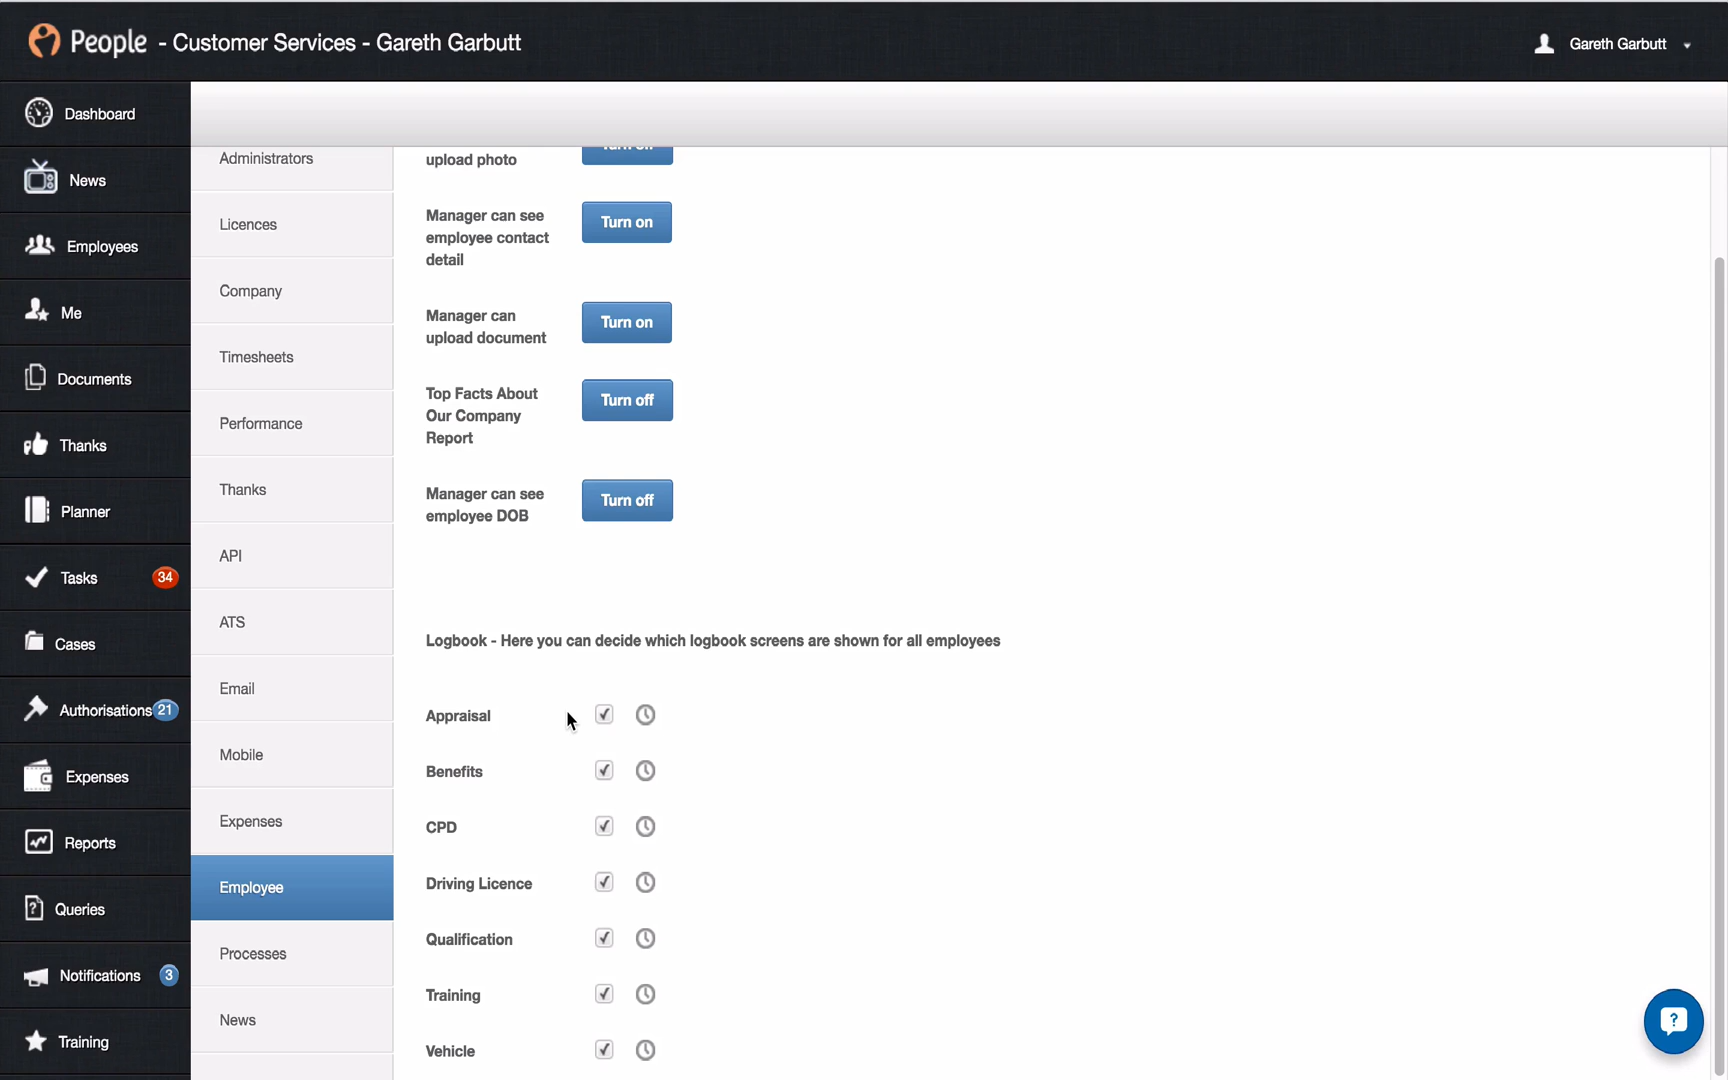 People - Customer Services - Gareth Garbutt
Gareth Garbutt
Dashboard
News
Employees
Me
Documents
Thanks
Planner
Tasks 34
Cases
Authorisations 21
Expenses
Reports
Queries
Notifications 3
Training
Administrators
Licences
Company
Timesheets
Performance
Thanks
API
ATS
Email
Mobile
Expenses
Employee
Processes
News
upload photo
Turn off
Manager can see
employee contact
detail
Turn on
Manager can
upload document
Turn on
Top Facts About
Our Company
Report
Turn off
Manager can see
employee DOB
Turn off
Logbook - Here you can decide which logbook screens are shown for all employees
Appraisal
Benefits
CPD
Driving Licence
Qualification
Training
Vehicle
?